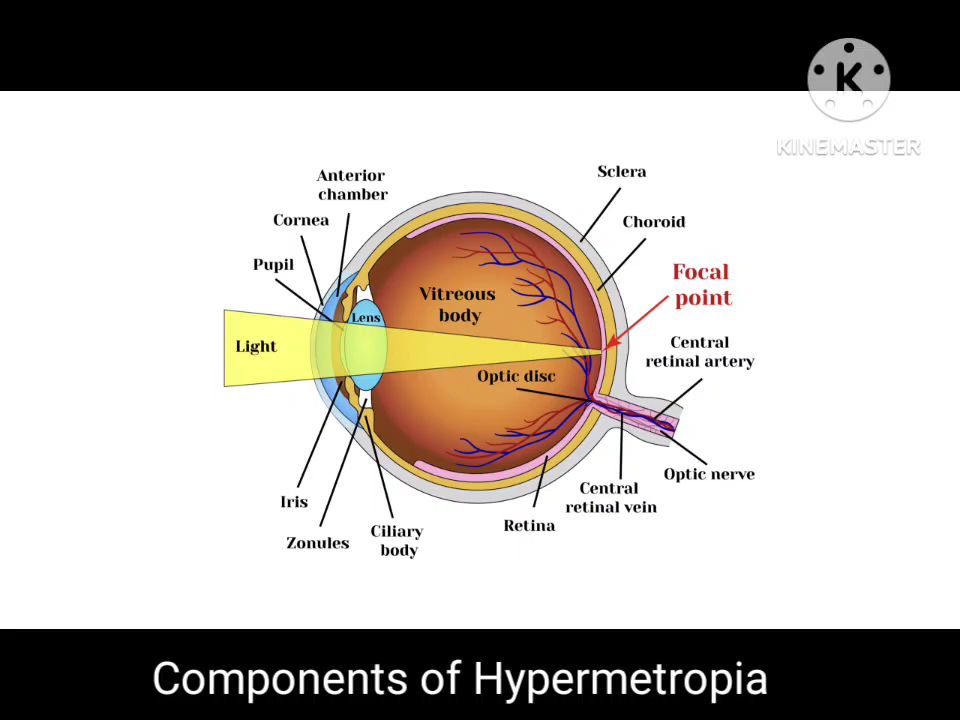 K
KINEMASTER
Anterior
chamber
Sclera
Cornea
Choroid
Pupil
Focal
point
Vitreous
body
Lens
Light
Central
retinal artery
Optic disc
Optic nerve
Central
retinal vein
Iris
Retina
Zonules
Ciliary
body
Components of Hypermetropia